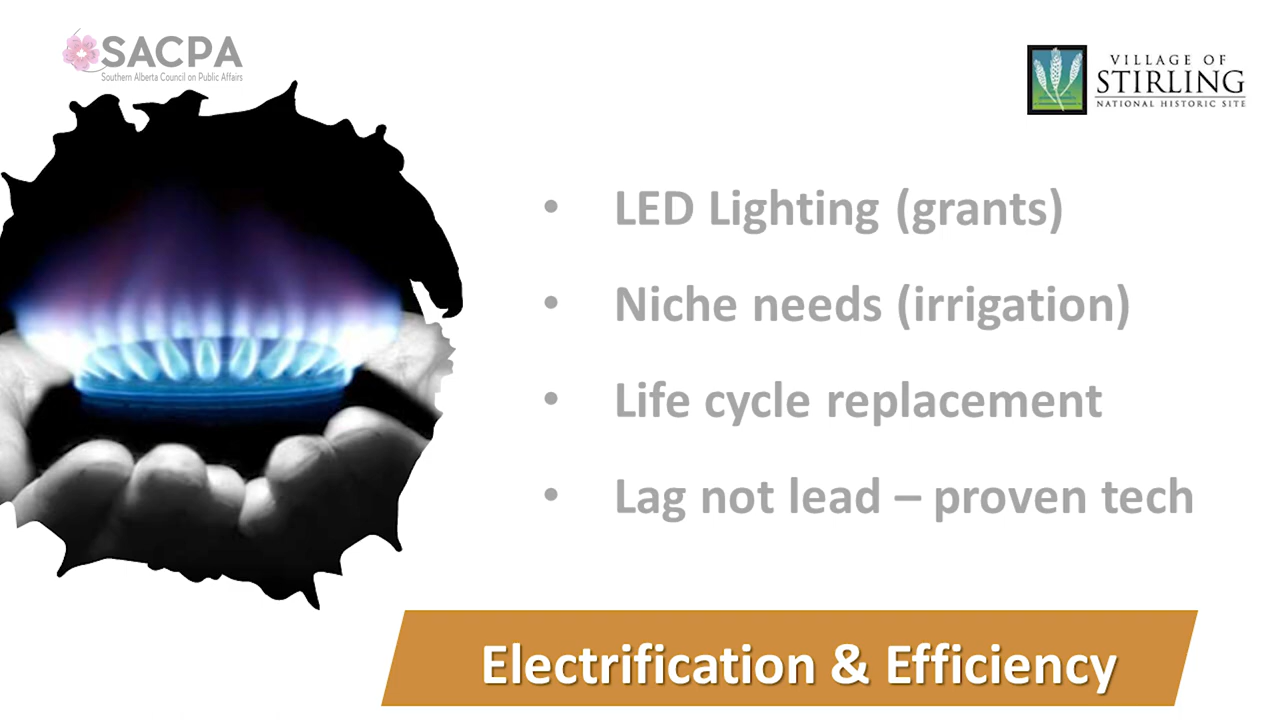 SACPA
Southern Alberta Council on Public Affairs
VILLAGE OF
STIRLING
NATIONAL HISTORIC SITE
• LED Lighting (grants)
• Niche needs (irrigation)
• Life cycle replacement
• Lag not lead – proven tech
Electrification & Efficiency